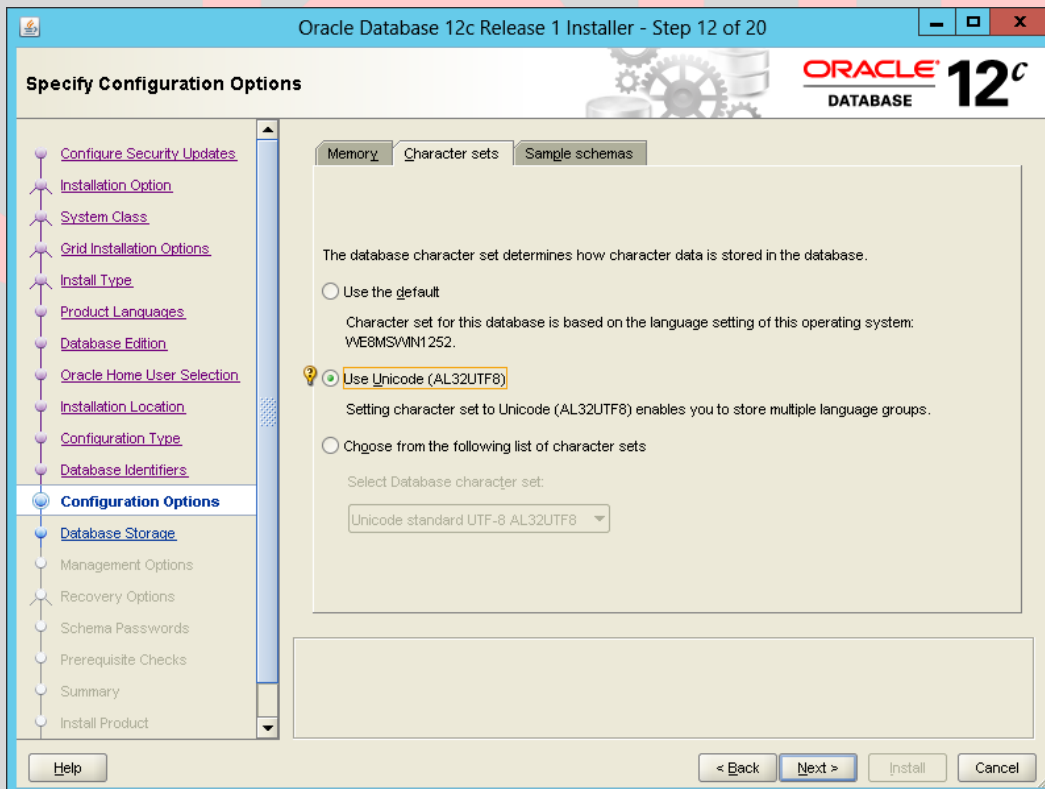 Oracle Database 12c Release 1 Installer - Step 12 of 20
Specify Configuration Options
ORACLE
DATABASE
12c
Configure Security Updates
Installation Option
System Class
Grid Installation Options
Install Type
Product Languages
Database Edition
Oracle Home User Selection
Installation Location
Configuration Type
Database Identifiers
Configuration Options
Database Storage
Management Options
Recovery Options
Schema Passwords
Prerequisite Checks
Summary
Install Product
Memory Character sets Sample schemas
The database character set determines how character data is stored in the database.
Use the default
Character set for this database is based on the language setting of this operating system:
WE8MSWIN1252.
Use Unicode (AL32UTF8)
Setting character set to Unicode (AL32UTF8) enables you to store multiple language groups.
Choose from the following list of character sets
Select Database character set:
Unicode standard UTF-8 AL32UTF8
Help
< Back Next > Install Cancel